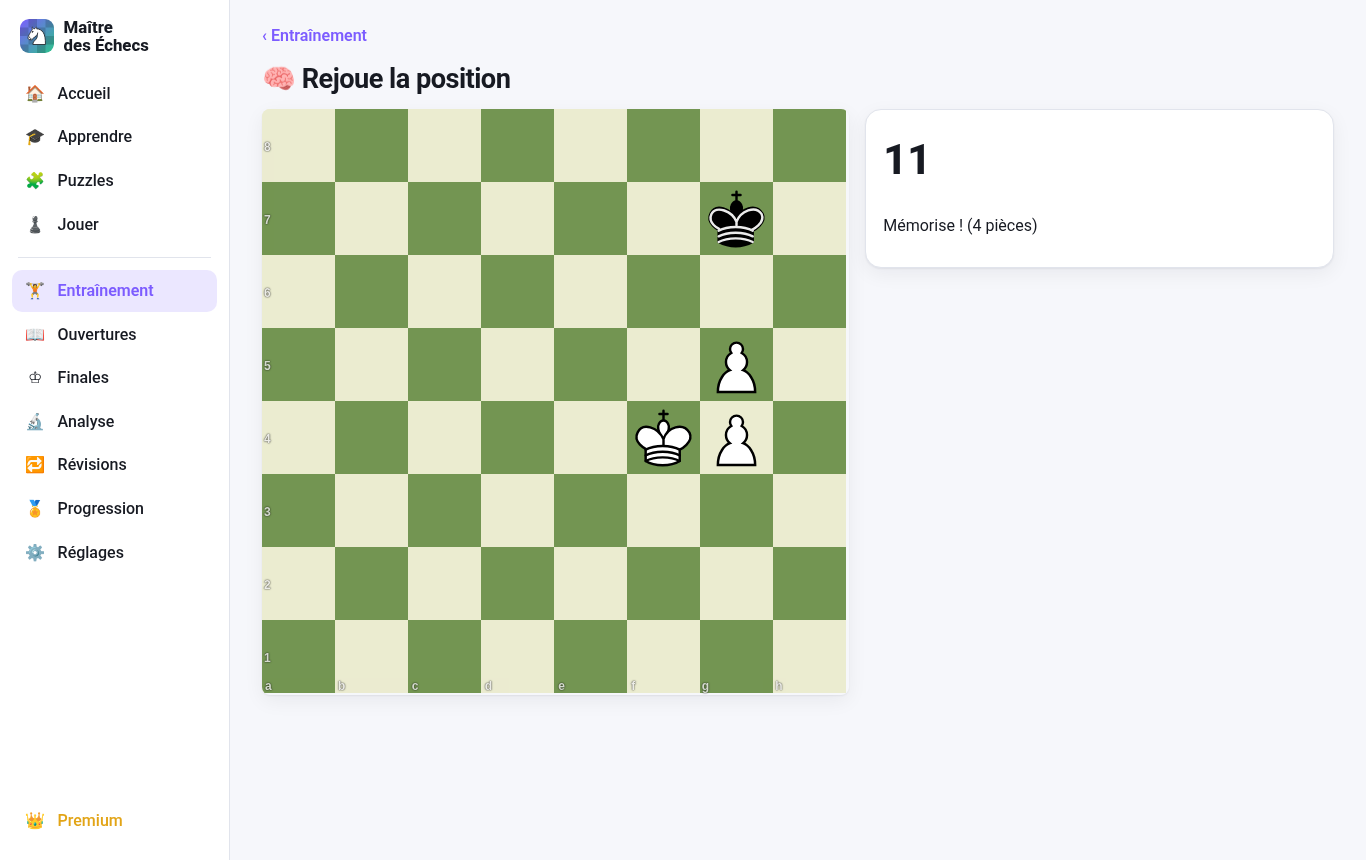 Maître
des Échecs
Accueil
Apprendre
Puzzles
Jouer
Entraînement
Ouvertures
Finales
Analyse
Révisions
Progression
Réglages
Premium
‹ Entraînement
Rejoue la position
8
7
6
5
4
3
2
1
a b c d e f g h
11
Mémorise ! (4 pièces)